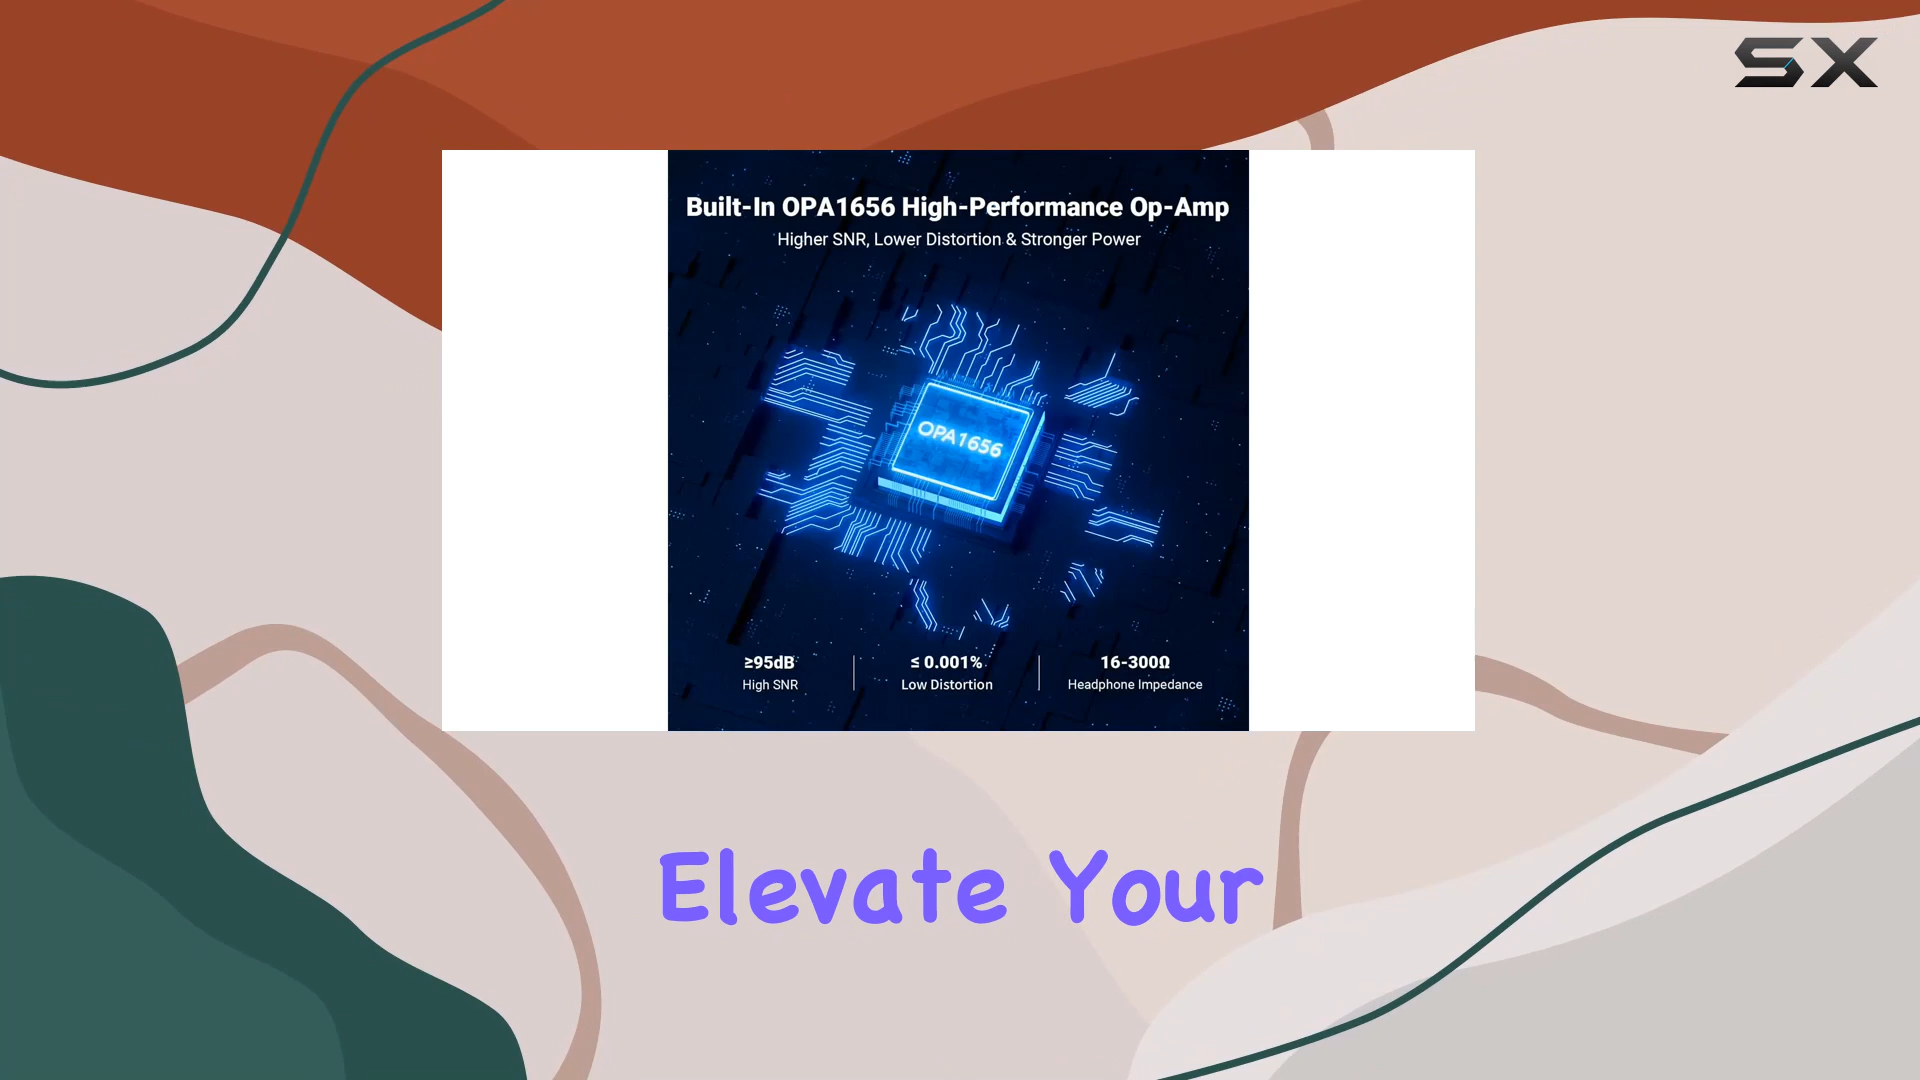 SX
Built-In OPA1656 High-Performance Op-Amp
Higher SNR, Lower Distortion & Stronger Power
OPA1656
≥95dB
High SNR
≤ 0.001%
Low Distortion
16-300Ω
Headphone Impedance
Elevate Your